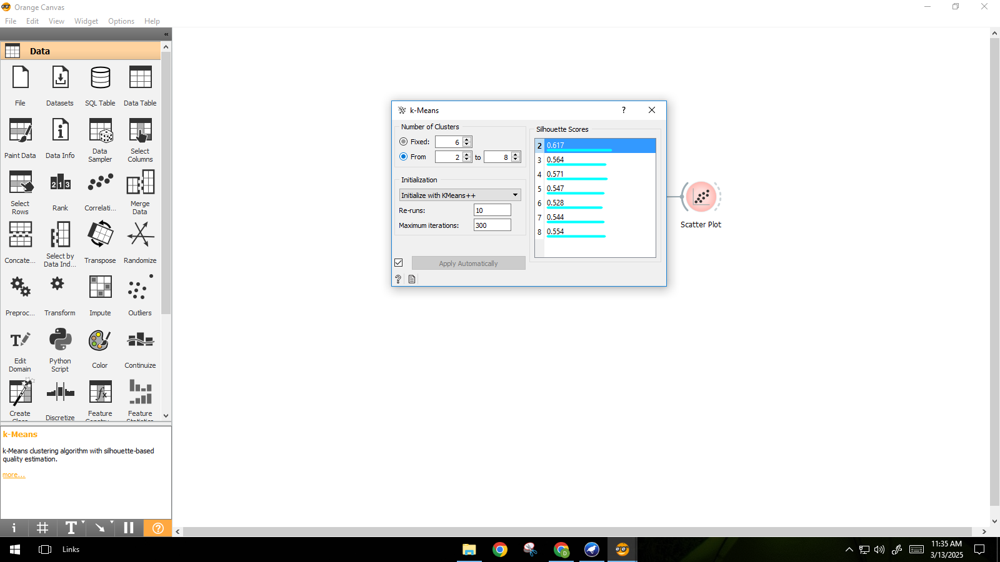 Orange Canvas
File Edit View Widget Options Help
«
Data
File Datasets SQL Table Data Table
Paint Data Data Info Data Sampler Select Columns
Select Rows Rank Correlati... Merge Data
Concate... Select by Data Ind... Transpose Randomize
Preproc... Transform Impute Outliers
Edit Domain Python Script Color Continuize
Create Discretize Feature Feature
k-Means
k-Means clustering algorithm with silhouette-based
quality estimation.
more...
k-Means ?
Number of Clusters
Fixed: 6
From 2 to 8
Initialization
Initialize with KMeans++
Re-runs: 10
Maximum iterations: 300
Apply Automatically
?
Silhouette Scores
2 0.617
3 0.564
4 0.571
5 0.547
6 0.528
7 0.544
8 0.554
Scatter Plot
Links
11:35 AM
3/13/2025